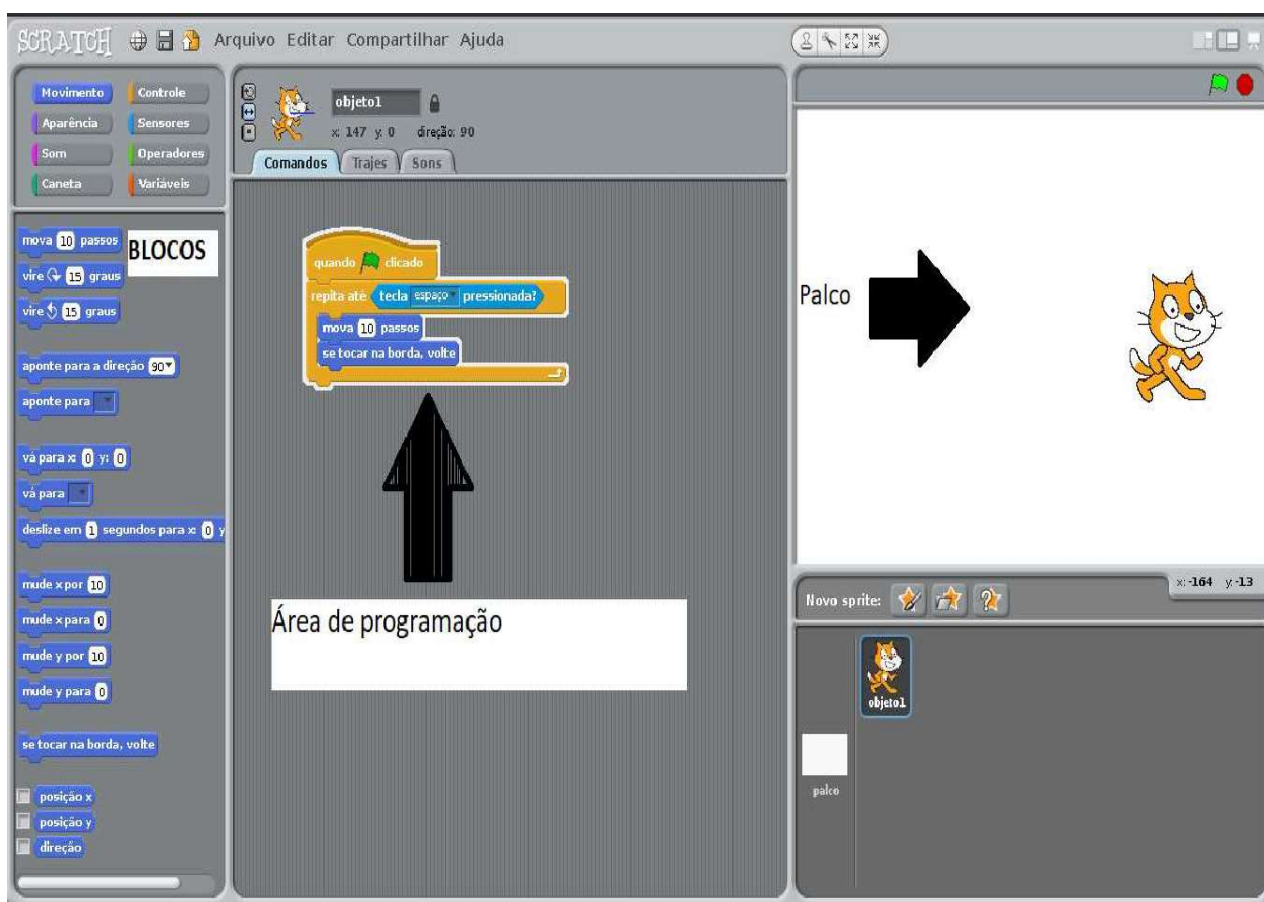 SCRATCH Arquivo Editar Compartilhar Ajuda
Movimento Controle
Aparência Sensores
Som Operadores
Caneta Variáveis
mova 10 passos
BLOCOS
vire 15 graus
vire 15 graus
aponte para a direção 90
aponte para
vá para x: 0 y: 0
vá para
deslize em 1 segundos para x: 0 y
mude x por 10
mude x para 0
mude y por 10
mude y para 0
se tocar na borda, volte
posição x
posição y
direção
objeto1
x: 147 y: 0 direção: 90
Comandos Trajes Sons
quando clicado
repita até tecla espaço pressionada?
mova 10 passos
se tocar na borda, volte
Área de programação
Palco
x: -164 y: -13
Novo sprite:
objeto1
palco